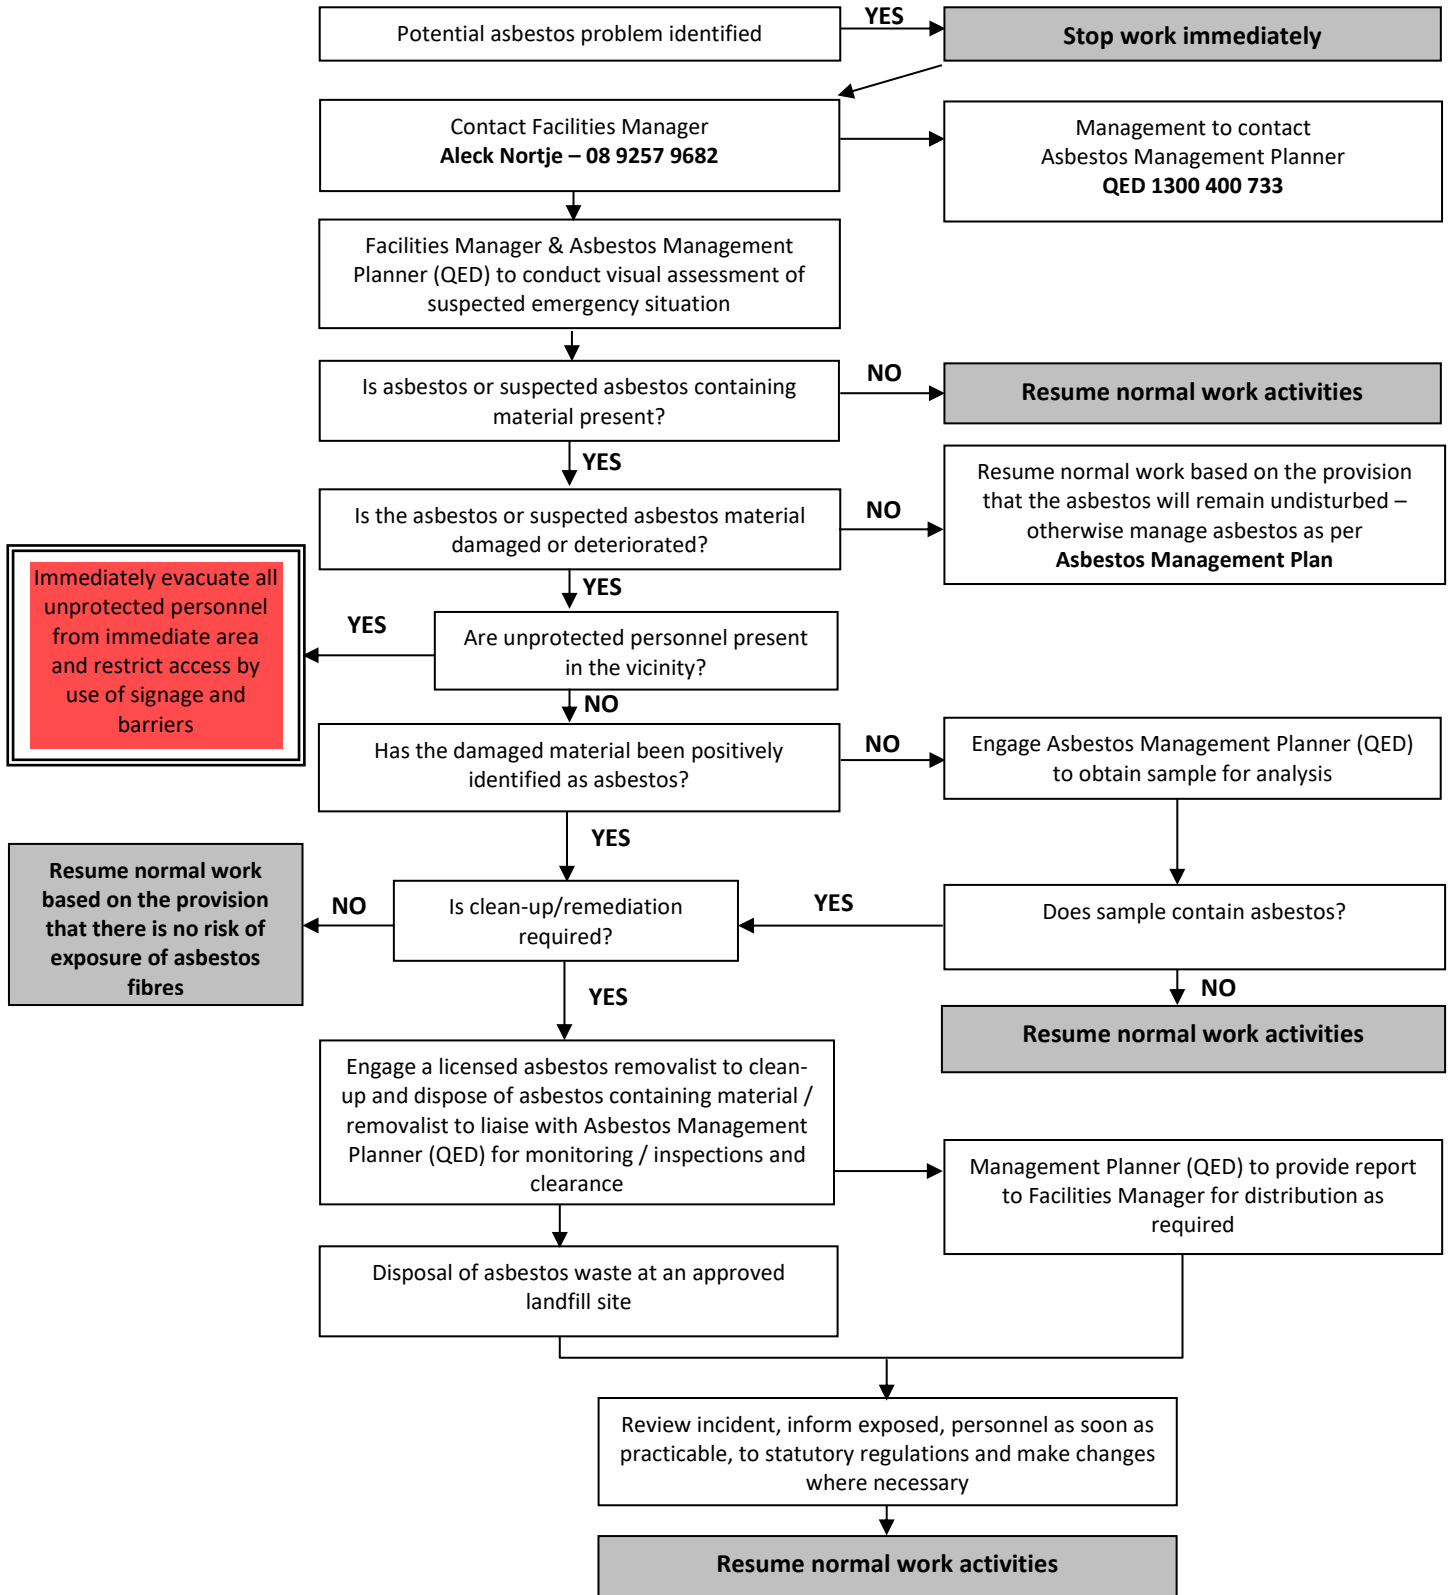 Potential asbestos problem identified
YES
Stop work immediately
Contact Facilities Manager
Aleck Nortje – 08 9257 9682
Management to contact
Asbestos Management Planner
QED 1300 400 733
Facilities Manager & Asbestos Management
Planner (QED) to conduct visual assessment of
suspected emergency situation
Is asbestos or suspected asbestos containing
material present?
NO
Resume normal work activities
YES
Is the asbestos or suspected asbestos material
damaged or deteriorated?
NO
Resume normal work based on the provision
that the asbestos will remain undisturbed –
otherwise manage asbestos as per
Asbestos Management Plan
YES
Are unprotected personnel present
in the vicinity?
YES
Immediately evacuate all
unprotected personnel
from immediate area
and restrict access by
use of signage and
barriers
NO
Has the damaged material been positively
identified as asbestos?
NO
Engage Asbestos Management Planner (QED)
to obtain sample for analysis
YES
Is clean-up/remediation
required?
NO
Resume normal work
based on the provision
that there is no risk of
exposure of asbestos
fibres
YES
Does sample contain asbestos?
NO
Resume normal work activities
YES
Engage a licensed asbestos removalist to clean-
up and dispose of asbestos containing material /
removalist to liaise with Asbestos Management
Planner (QED) for monitoring / inspections and
clearance
Management Planner (QED) to provide report
to Facilities Manager for distribution as
required
Disposal of asbestos waste at an approved
landfill site
Review incident, inform exposed, personnel as soon as
practicable, to statutory regulations and make changes
where necessary
Resume normal work activities